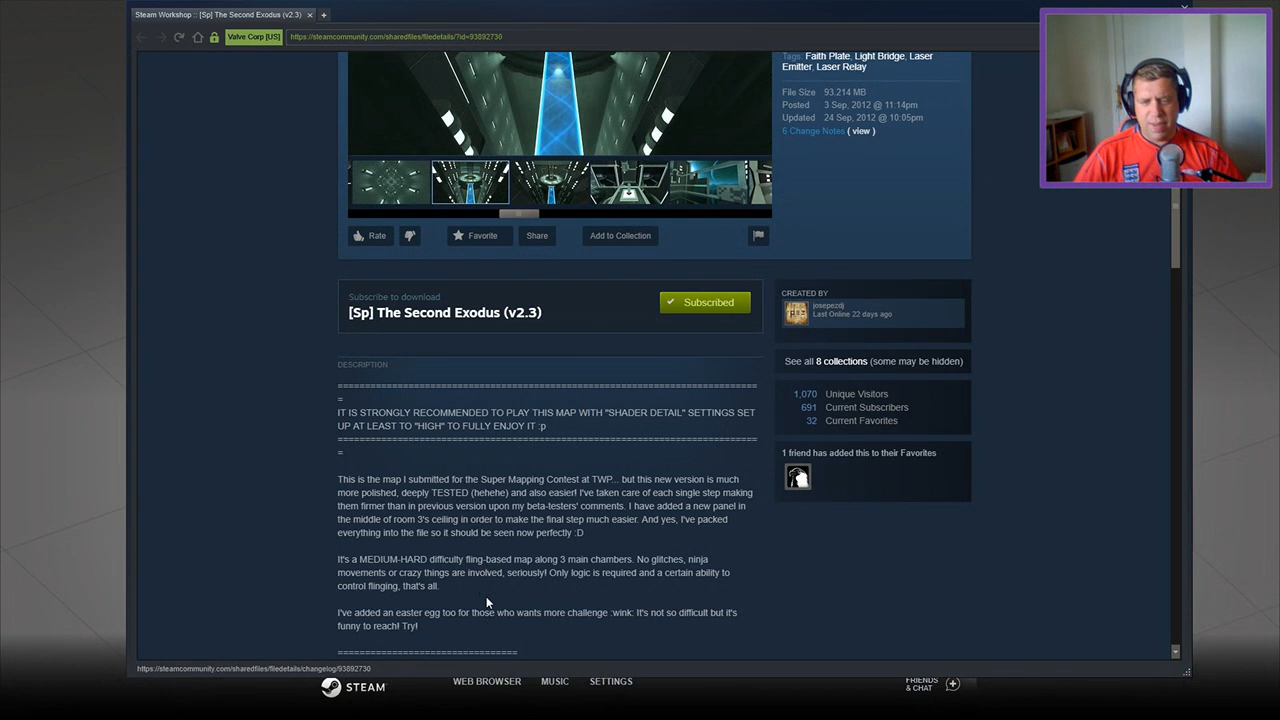 Steam Workshop :: [Sp] The Second Exodus (v2.3)
Valve Corp [US]
https://steamcommunity.com/sharedfiles/filedetails/?id=93892730
Tags: Faith Plate, Light Bridge, Laser
Emitter, Laser Relay
File Size 93.214 MB
Posted 3 Sep, 2012 @ 11:14pm
Updated 24 Sep, 2012 @ 10:05pm
6 Change Notes ( view )
Rate
Favorite
Share
Add to Collection
Subscribe to download
[Sp] The Second Exodus (v2.3)
Subscribed
CREATED BY
josepezdj
Last Online 22 days ago
See all 8 collections (some may be hidden)
1,070 Unique Visitors
691 Current Subscribers
32 Current Favorites
1 friend has added this to their Favorites
DESCRIPTION
============================================================================
=
IT IS STRONGLY RECOMMENDED TO PLAY THIS MAP WITH "SHADER DETAIL" SETTINGS SET
UP AT LEAST TO "HIGH" TO FULLY ENJOY IT :p
============================================================================
=
This is the map I submitted for the Super Mapping Contest at TWP... but this new version is much
more polished, deeply TESTED (hehehe) and also easier! I've taken care of each single step making
them firmer than in previous version upon my beta-testers' comments. I have added a new panel in
the middle of room 3's ceiling in order to make the final step much easier. And yes, I've packed
everything into the file so it should be seen now perfectly :D
It's a MEDIUM-HARD difficulty fling-based map along 3 main chambers. No glitches, ninja
movements or crazy things are involved, seriously! Only logic is required and a certain ability to
control flinging, that's all.
I've added an easter egg too for those who wants more challenge :wink: It's not so difficult but it's
funny to reach! Try!
=================================
https://steamcommunity.com/sharedfiles/filedetails/changelog/93892730
STEAM
WEB BROWSER
MUSIC
SETTINGS
FRIENDS
& CHAT